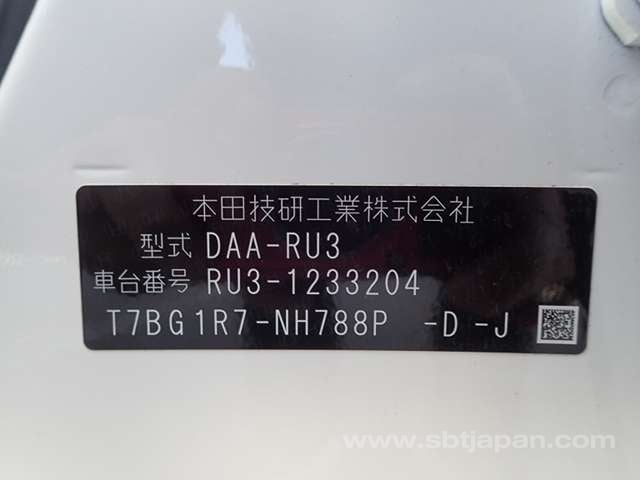 本田技研工業株式会社
型式 DAA-RU3
車台番号 RU3-1233204
T7BG1R7-NH788P -D -J
www.sbtjapan.com